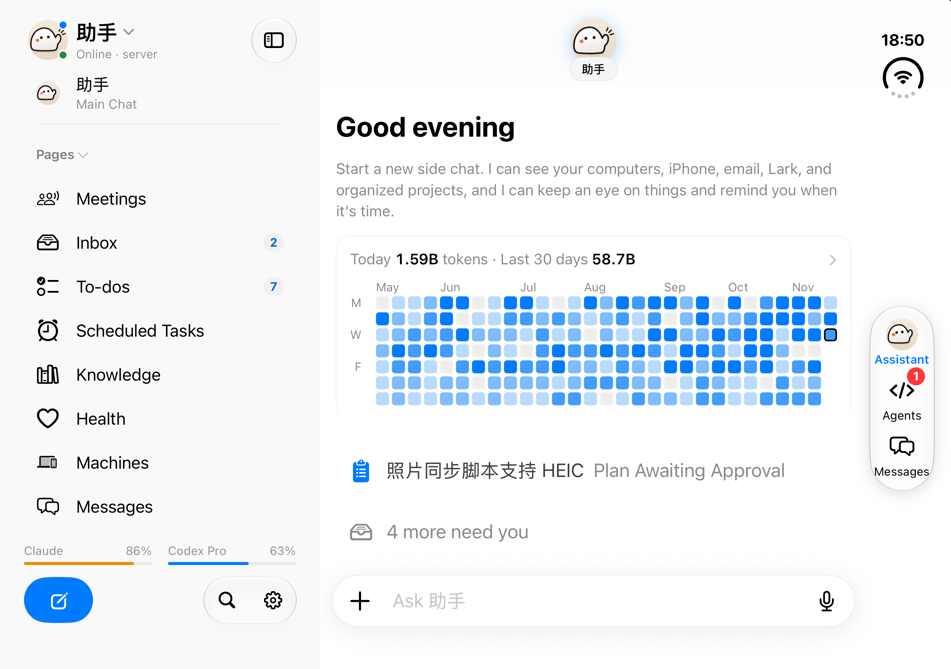 助手
Online · server
助手
Main Chat
Pages
Meetings
Inbox
2
To-dos
7
Scheduled Tasks
Knowledge
Health
Machines
Messages
Claude
86%
Codex Pro
63%
助手
18:50
Good evening
Start a new side chat. I can see your computers, iPhone, email, Lark, and
organized projects, and I can keep an eye on things and remind you when
it's time.
Today 1.59B tokens · Last 30 days 58.7B
May Jun Jul Aug Sep Oct Nov
M
W
F
照片同步脚本支持 HEIC Plan Awaiting Approval
4 more need you
Ask 助手
Assistant
1
Agents
Messages